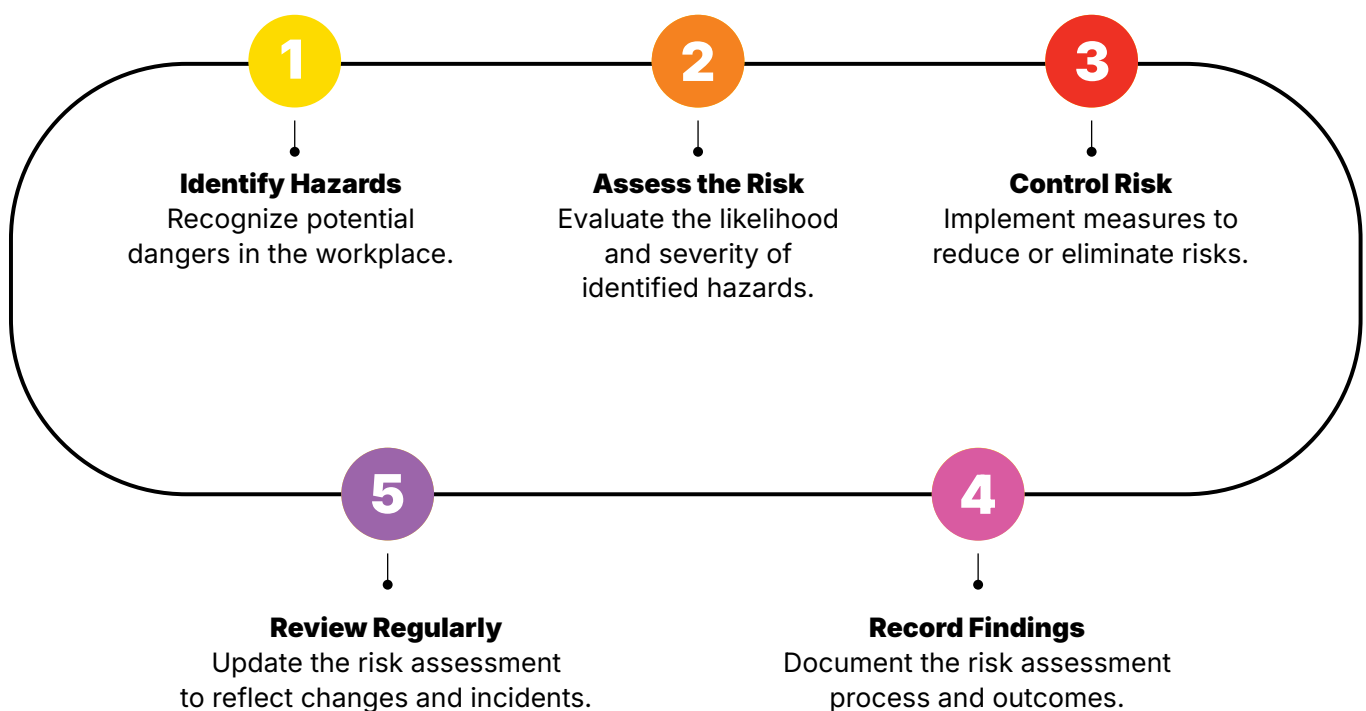 1
2
3
Identify Hazards
Recognize potential
dangers in the workplace.
Assess the Risk
Evaluate the likelihood
and severity of
identified hazards.
Control Risk
Implement measures to
reduce or eliminate risks.
5
4
Review Regularly
Update the risk assessment
to reflect changes and incidents.
Record Findings
Document the risk assessment
process and outcomes.